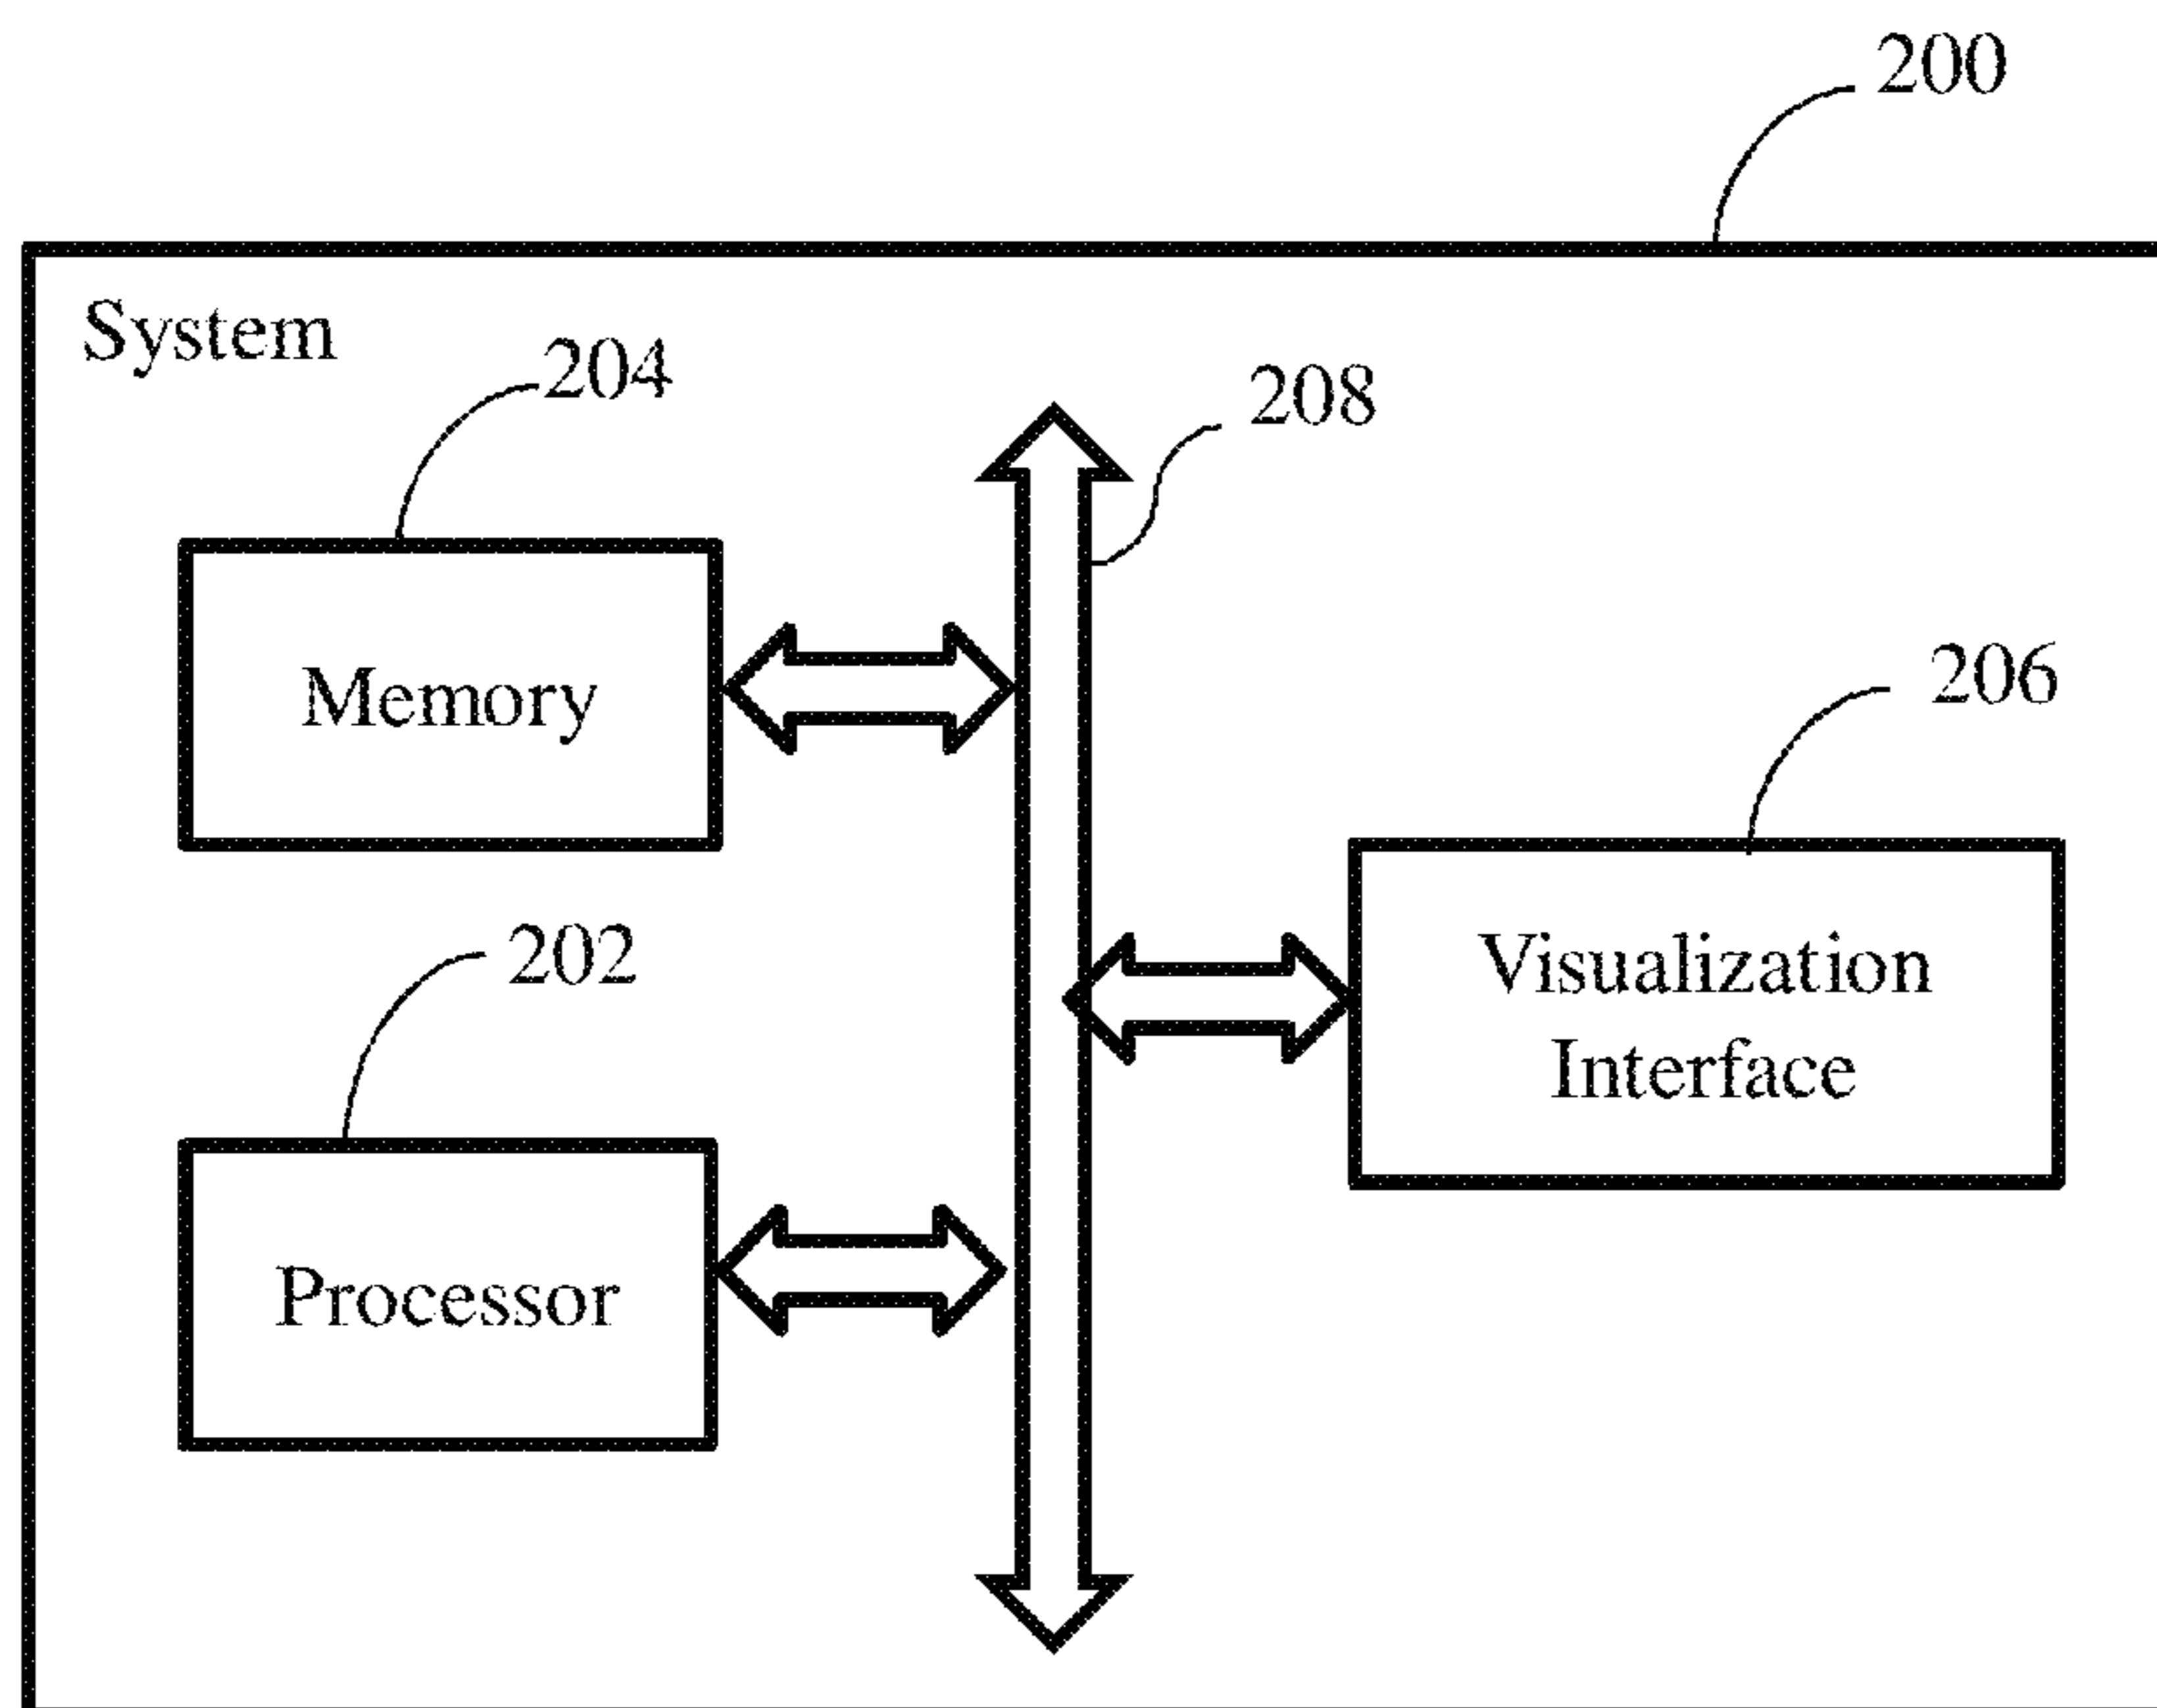 200
System
204
208
Memory
206
202
Visualization
Interface
Processor